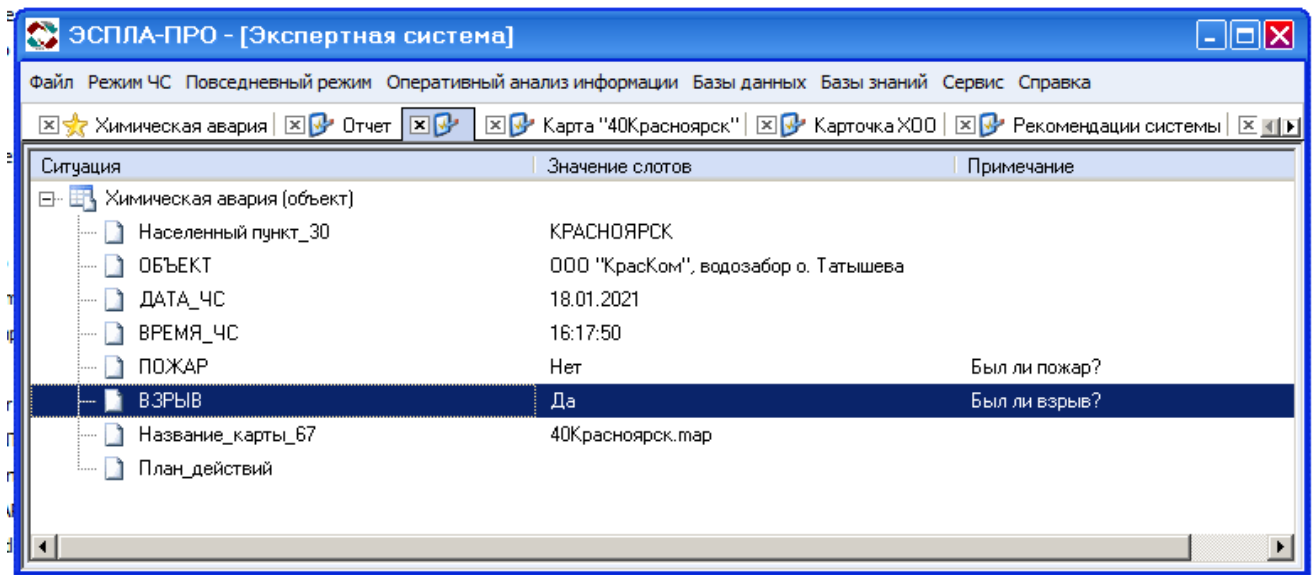 ЭСПЛА-ПРО - [Экспертная система]
Файл Режим ЧС Повседневный режим Оперативный анализ информации Базы данных Базы знаний Сервис Справка
Химическая авария Отчет Карта "40Красноярск" Карточка ХОО Рекомендации системы
Ситуация Значение слотов Примечание
Химическая авария (объект)
Населенный пункт_30 КРАСНОЯРСК
ОБЪЕКТ ООО "КрасКом", водозабор о. Татышева
ДАТА_ЧС 18.01.2021
ВРЕМЯ_ЧС 16:17:50
ПОЖАР Нет Был ли пожар?
ВЗРЫВ Да Был ли взрыв?
Название_карты_67 40Красноярск.map
План_действий